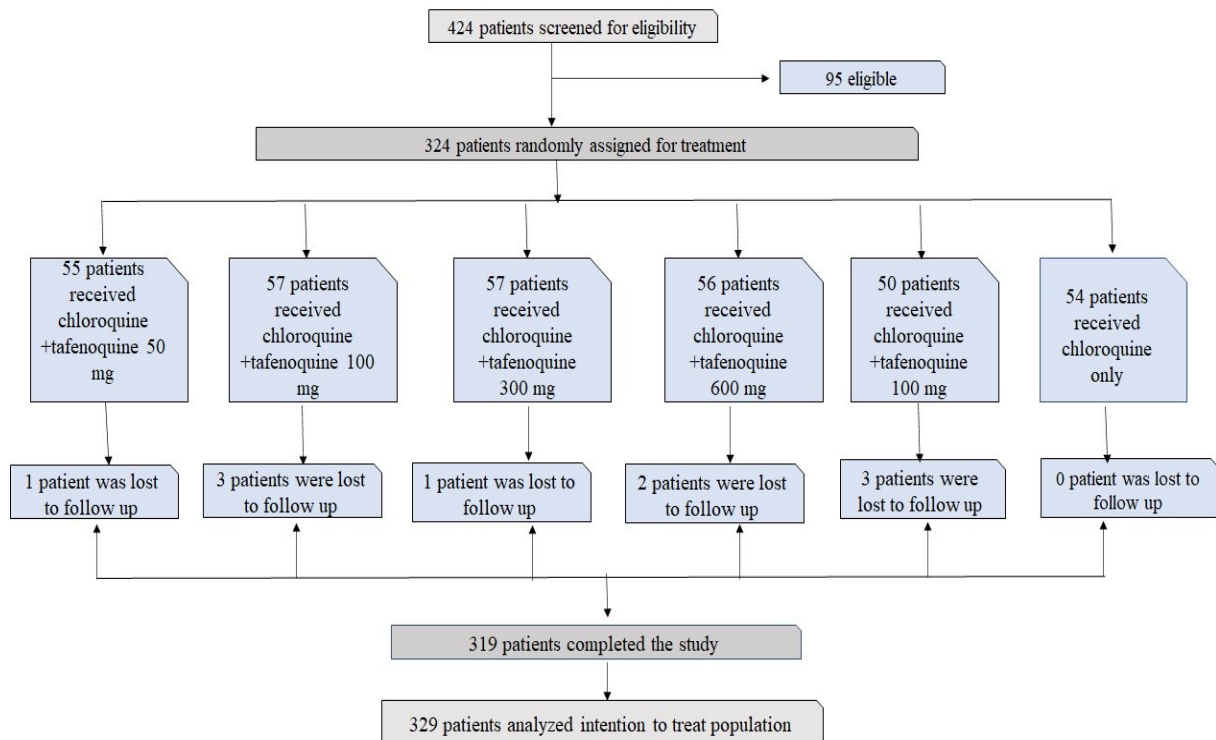 424 patients screened for eligibility
95 eligible
324 patients randomly assigned for treatment
55 patients
received
chloroquine
+tafenoquine 50
mg
57 patients
received
chloroquine
+tafenoquine 100
mg
57 patients
received
chloroquine
+tafenoquine
300 mg
56 patients
received
chloroquine
+tafenoquine
600 mg
50 patients
received
chloroquine
+tafenoquine
100 mg
54 patients
received
chloroquine
only
1 patient was lost
to follow up
3 patients were lost
to follow up
1 patient was lost to
follow up
2 patients were lost
to follow up
3 patients were
lost to follow up
0 patient was lost to
follow up
319 patients completed the study
329 patients analyzed intention to treat population